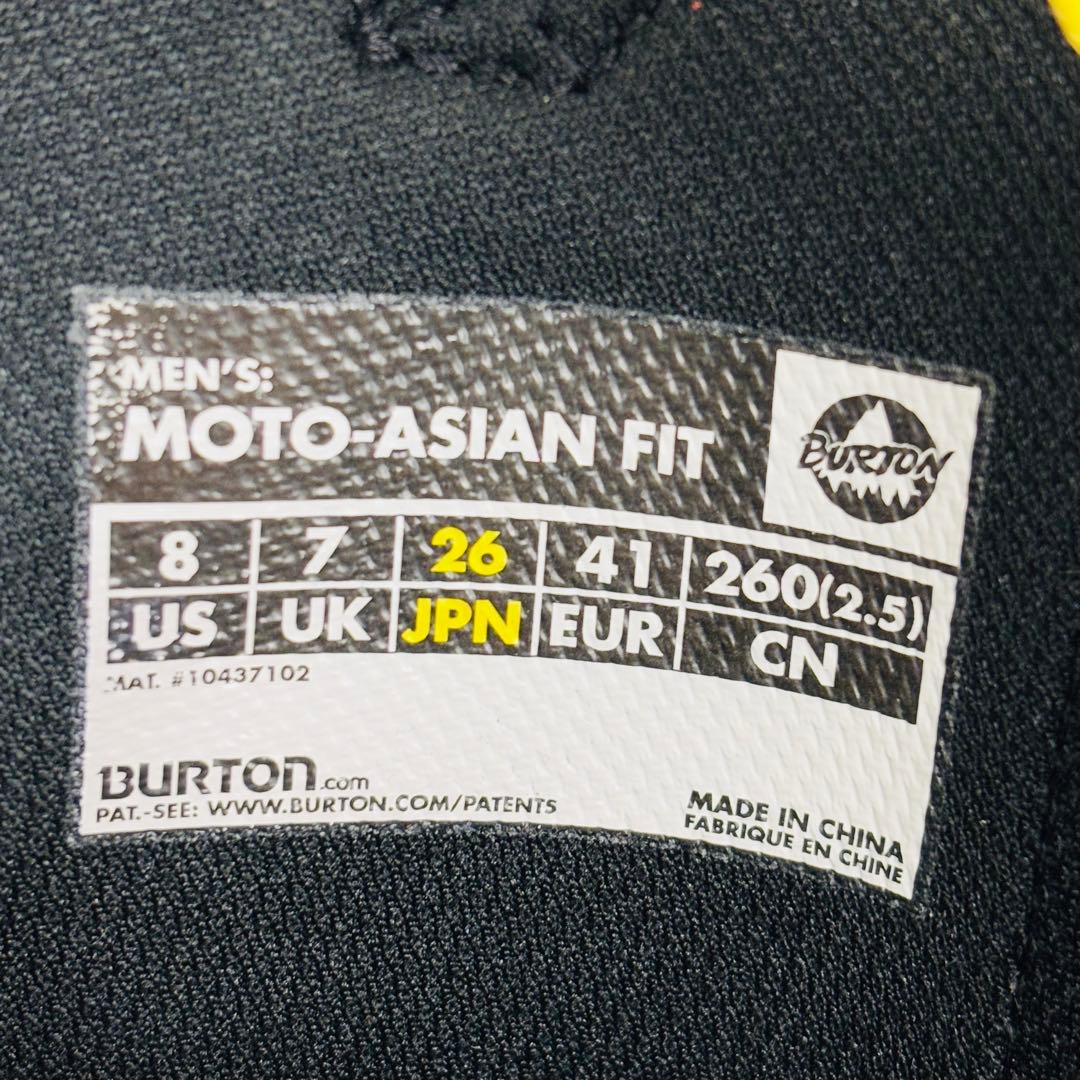 MEN'S:
MOTO-ASIAN FIT
BURTON
8 7 26 41 260(2.5)
US UK JPN EUR CN
MAT. #10437102
BURTON.com
PAT.-SEE: WWW.BURTON.COM/PATENTS
MADE IN CHINA
FABRIQUE EN CHINE